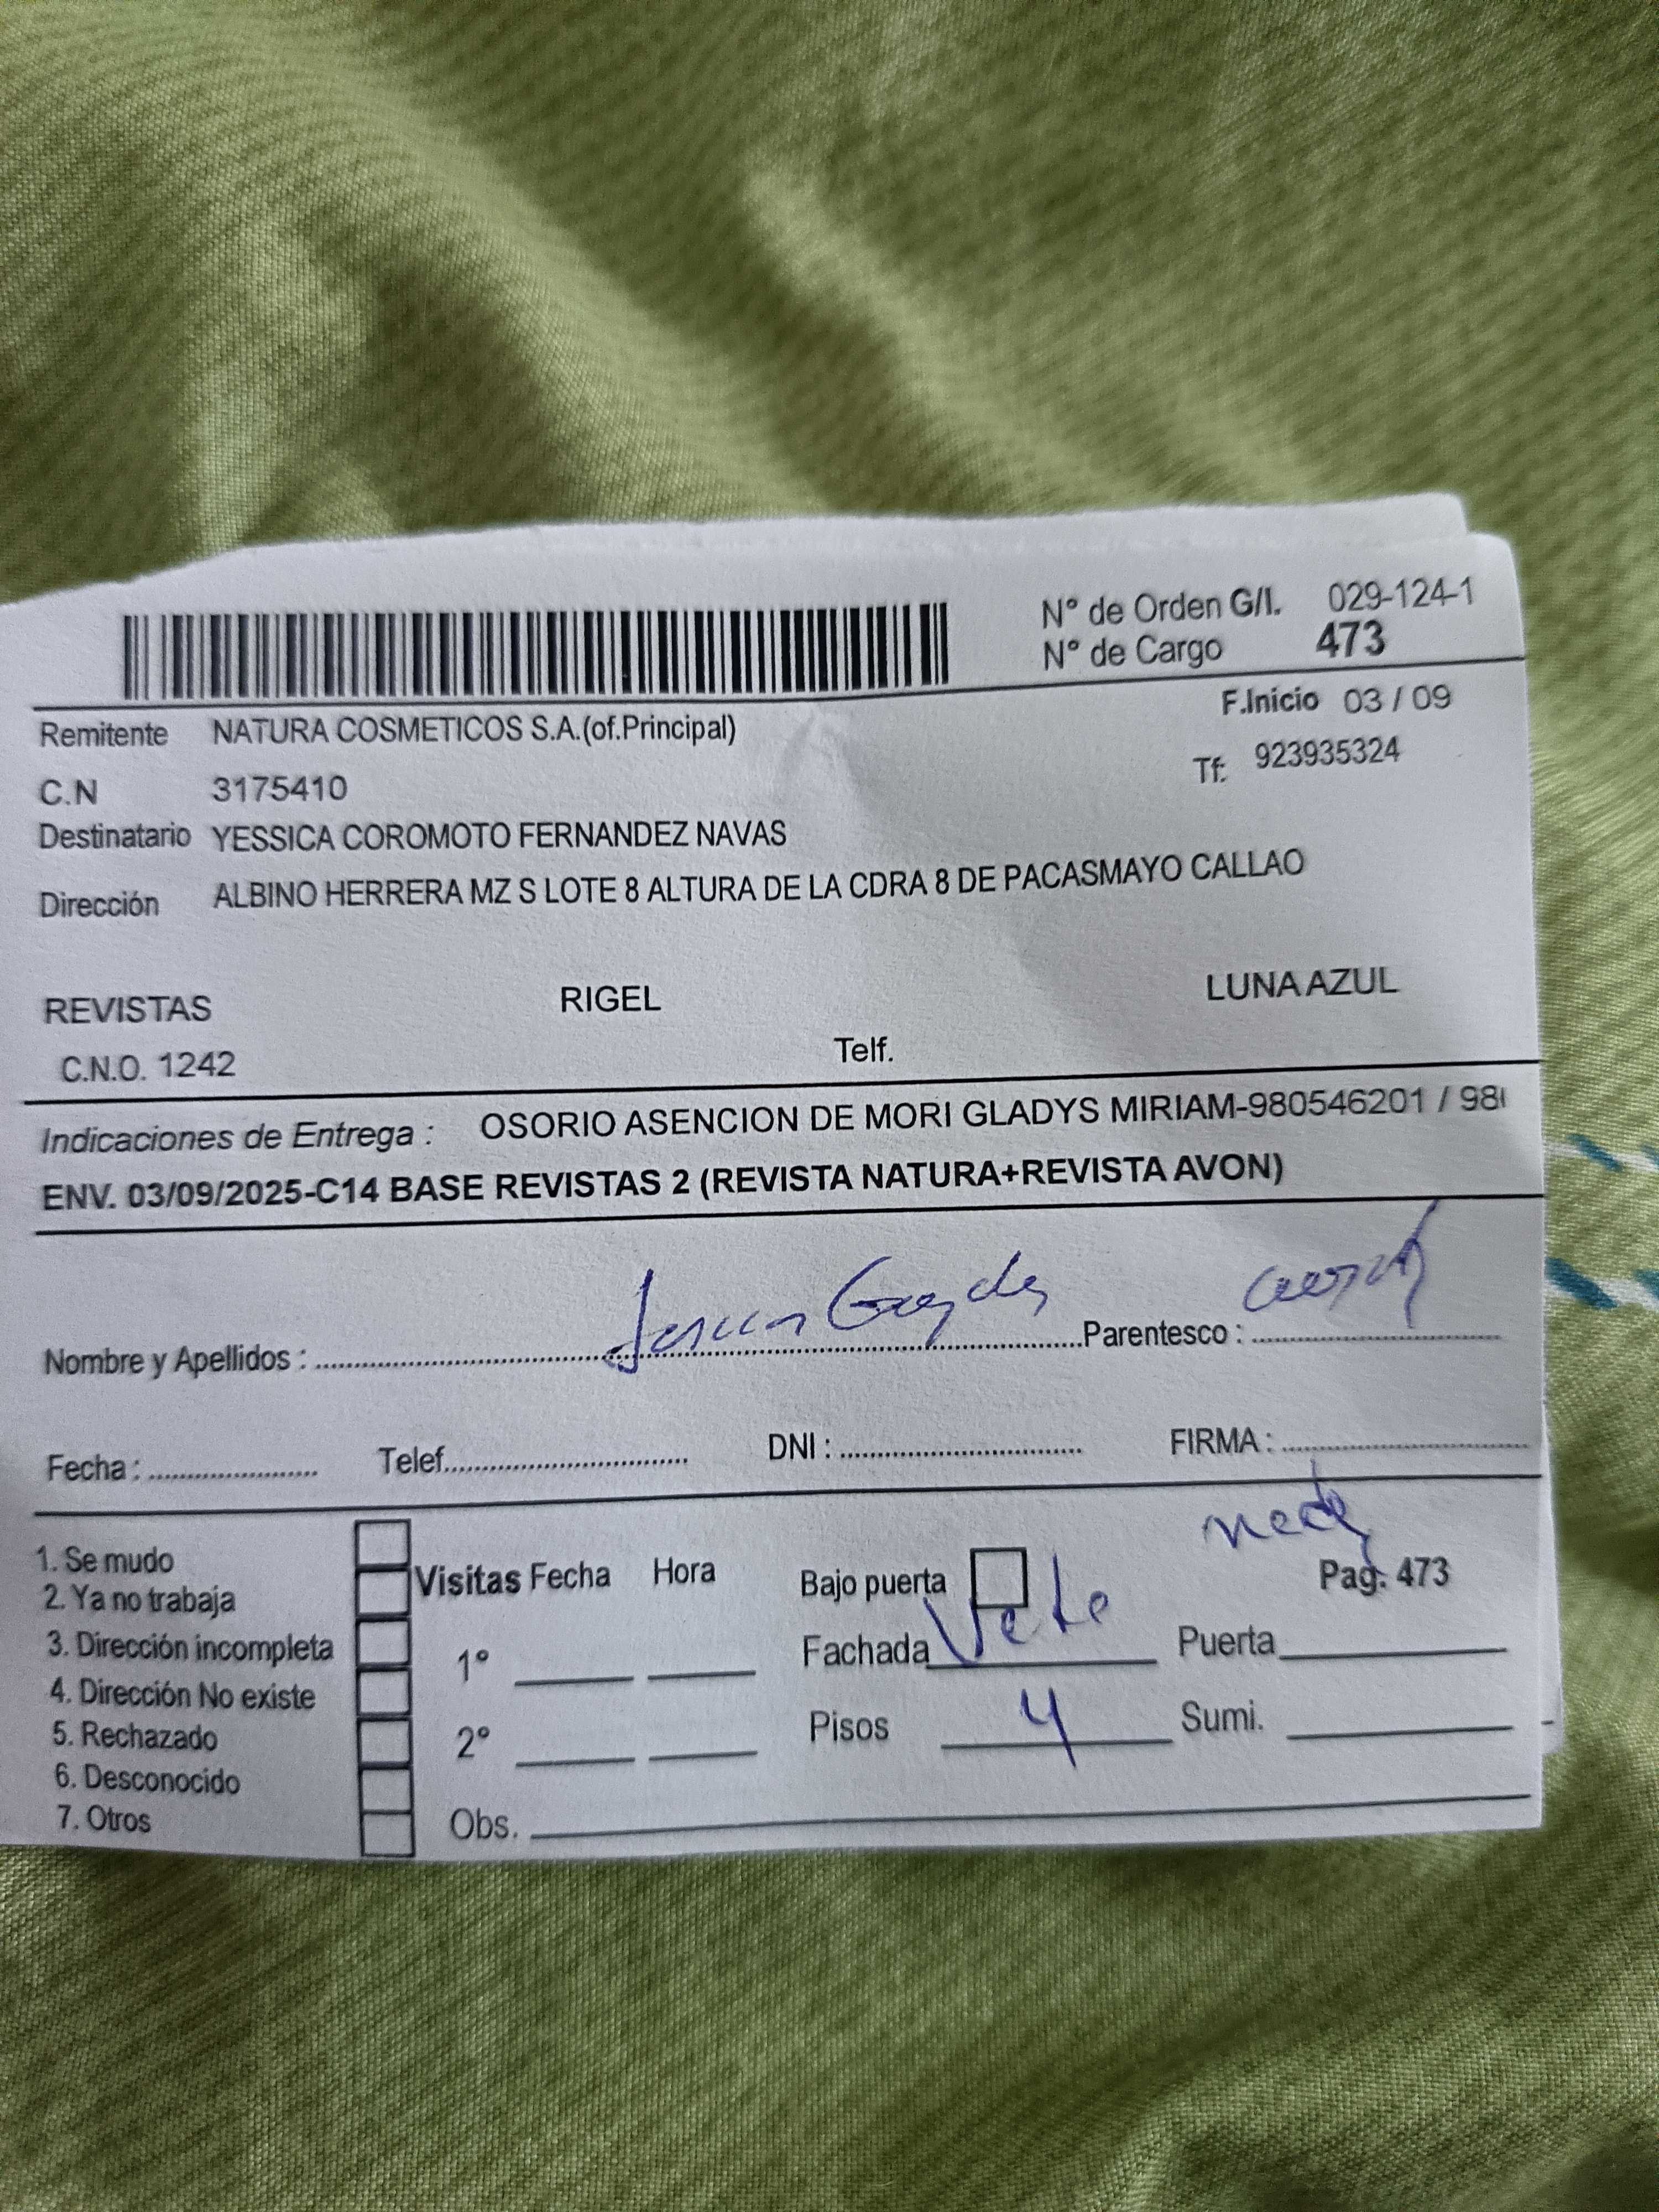 N° de Orden G/I. 029-124-1
N° de Cargo 473
F.Inicio 03 / 09
Remitente NATURA COSMETICOS S.A.(of.Principal)
Tf: 923935324
C.N 3175410
Destinatario YESSICA COROMOTO FERNANDEZ NAVAS
Dirección ALBINO HERRERA MZ S LOTE 8 ALTURA DE LA CDRA 8 DE PACASMAYO CALLAO
REVISTAS RIGEL LUNA AZUL
C.N.O. 1242 Telf.
Indicaciones de Entrega : OSORIO ASENCION DE MORI GLADYS MIRIAM-980546201 / 98
ENV. 03/09/2025-C14 BASE REVISTAS 2 (REVISTA NATURA+REVISTA AVON)
Nombre y Apellidos : Parentesco :
Fecha : Telef. DNI : FIRMA :
1. Se mudo
2. Ya no trabaja
3. Dirección incompleta
4. Dirección No existe
5. Rechazado
6. Desconocido
7. Otros
Visitas Fecha Hora
1°
2°
Obs.
Bajo puerta Pag. 473
Fachada Puerta
Pisos 4 Sumi.